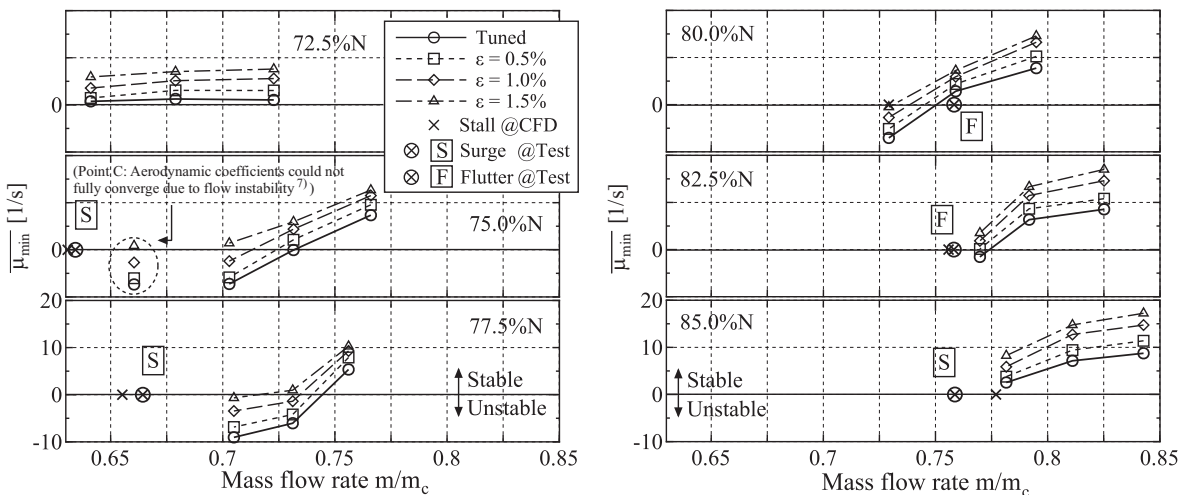 72.5%N
Tuned
ε = 0.5%
ε = 1.0%
ε = 1.5%
Stall @CFD
S Surge @Test
F Flutter @Test
0
(Point C: Aerodynamic coefficients could not
fully converge due to flow instability 7) )
S
75.0%N
μmin [1/s]
0
20
77.5%N
10
S
Stable
0
Unstable
-10
0.65
0.7
0.75
0.8
0.85
Mass flow rate m/mc
80.0%N
0
F
82.5%N
F
μmin [1/s]
0
20
85.0%N
10
S
Stable
0
Unstable
-10
0.65
0.7
0.75
0.8
0.85
Mass flow rate m/mc